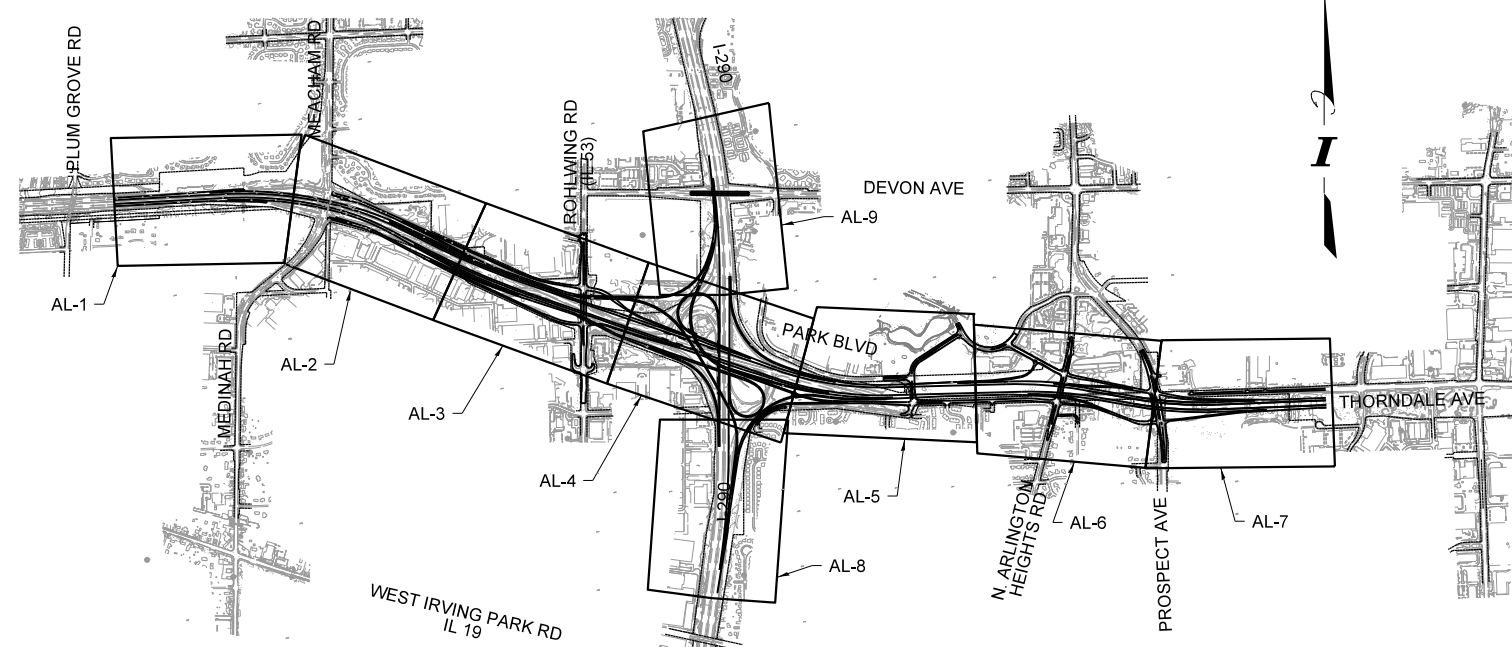 PLUM GROVE RD
MEACHAM RD
I-290
ROHLWING RD
(IL 53)
DEVON AVE
AL-9
AL-1
MEDINAH RD
AL-2
PARK BLVD
AL-3
THORNDALE AVE
AL-4
AL-5
I-290
N. ARLINGTON
HEIGHTS RD
AL-6
PROSPECT AVE
AL-7
AL-8
WEST IRVING PARK RD
IL 19